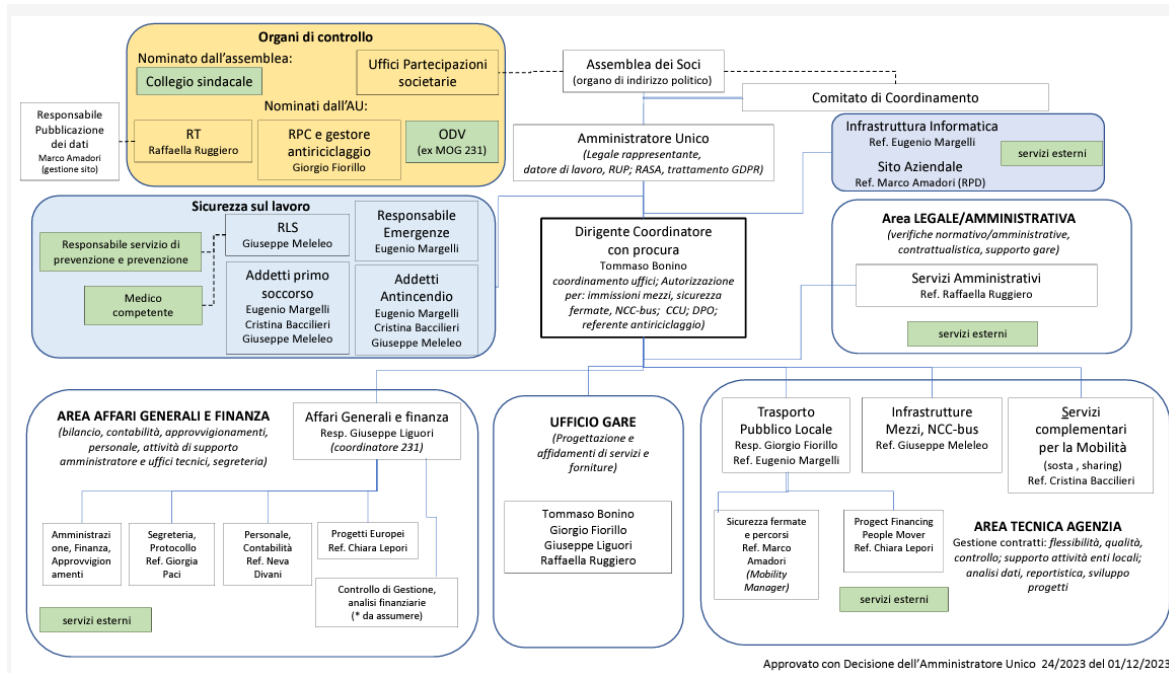 Organi di controllo
Nominato dall'assemblea:
Collegio sindacale
Uffici Partecipazioni
societarie
Nominati dall'AU:
RT
Raffaella Ruggiero
RPC e gestore
antiriciclaggio
Giorgio Fiorillo
ODV
(ex MOG 231)
Responsabile
Pubblicazione
dei dati
Marco Amadori
(gestione sito)
Assemblea dei Soci
(organo di indirizzo politico)
Comitato di Coordinamento
Amministratore Unico
(Legale rappresentante,
datore di lavoro, RUP; RASA, trattamento GDPR)
Infrastruttura Informatica
Ref. Eugenio Margelli
servizi esterni
Sito Aziendale
Ref. Marco Amadori (RPD)
Sicurezza sul lavoro
Responsabile servizio di
prevenzione e prevenzione
Medico
competente
RLS
Giuseppe Meleleo
Responsabile
Emergenze
Eugenio Margelli
Addetti primo
soccorso
Eugenio Margelli
Cristina Baccilieri
Giuseppe Meleleo
Addetti
Antincendio
Eugenio Margelli
Cristina Baccilieri
Giuseppe Meleleo
Dirigente Coordinatore
con procura
Tommaso Bonino
coordinamento uffici; Autorizzazione
per: immissioni mezzi, sicurezza
fermate, NCC-bus; CCU; DPO;
referente antiriciclaggio)
Area LEGALE/AMMINISTRATIVA
(verifiche normativo/amministrative,
contrattualistica, supporto gare)
Servizi Amministrativi
Ref. Raffaella Ruggiero
servizi esterni
AREA AFFARI GENERALI E FINANZA
(bilancio, contabilità, approvvigionamenti,
personale, attività di supporto
amministratore e uffici tecnici, segreteria)
Affari Generali e finanza
Resp. Giuseppe Liguori
(coordinatore 231)
Amministrazi
one, Finanza,
Approvvigion
amenti
Segreteria,
Protocollo
Ref. Giorgia
Paci
Personale,
Contabilità
Ref. Neva
Divani
Progetti Europei
Ref. Chiara Lepori
Controllo di Gestione,
analisi finanziarie
(* da assumere)
servizi esterni
UFFICIO GARE
(Progettazione e
affidamenti di servizi e
forniture)
Tommaso Bonino
Giorgio Fiorillo
Giuseppe Liguori
Raffaella Ruggiero
Trasporto
Pubblico Locale
Resp. Giorgio Fiorillo
Ref. Eugenio Margelli
Infrastrutture
Mezzi, NCC-bus
Ref. Giuseppe Meleleo
Servizi
complementari
per la Mobilità
(sosta , sharing)
Ref. Cristina Baccilieri
Sicurezza fermate
e percorsi
Ref. Marco
Amadori
(Mobility
Manager)
Progect Financing
People Mover
Ref. Chiara Lepori
servizi esterni
AREA TECNICA AGENZIA
Gestione contratti: flessibilità, qualità,
controllo; supporto attività enti locali;
analisi dati, reportistica, sviluppo
progetti
Approvato con Decisione dell'Amministratore Unico 24/2023 del 01/12/2023